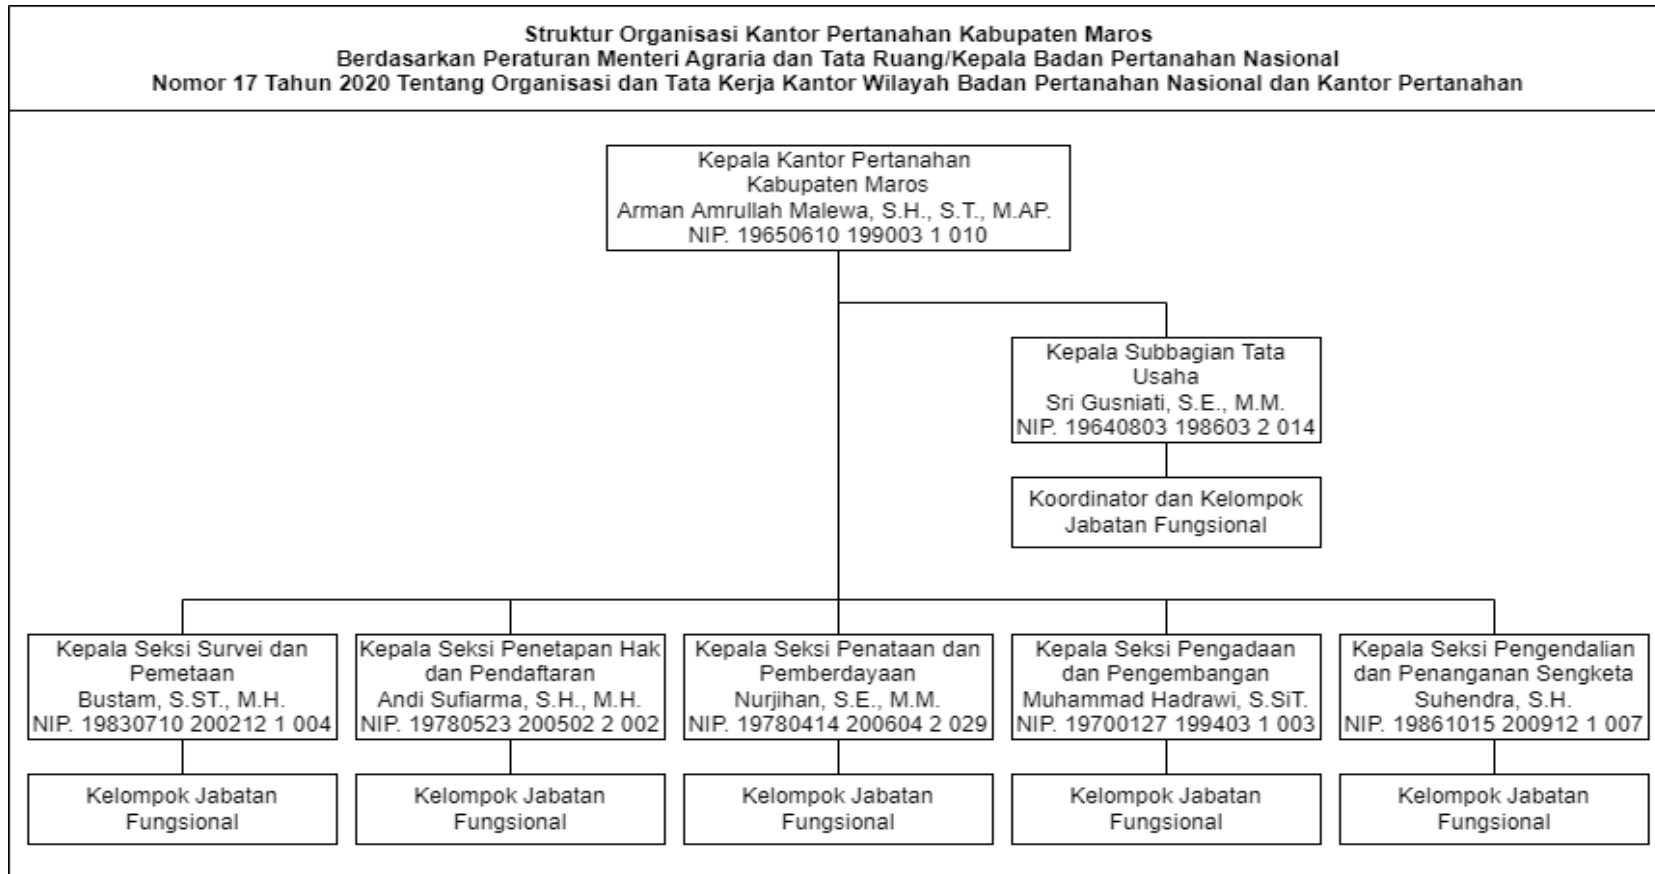 Struktur Organisasi Kantor Pertanahan Kabupaten Maros
Berdasarkan Peraturan Menteri Agraria dan Tata Ruang/Kepala Badan Pertanahan Nasional
Nomor 17 Tahun 2020 Tentang Organisasi dan Tata Kerja Kantor Wilayah Badan Pertanahan Nasional dan Kantor Pertanahan
Kepala Kantor Pertanahan
Kabupaten Maros
Arman Amrullah Malewa, S.H., S.T., M.AP.
NIP. 19650610 199003 1 010
Kepala Subbagian Tata
Usaha
Sri Gusniati, S.E., M.M.
NIP. 19640803 198603 2 014
Koordinator dan Kelompok
Jabatan Fungsional
Kepala Seksi Survei dan
Pemetaan
Bustam, S.ST., M.H.
NIP. 19830710 200212 1 004
Kepala Seksi Penetapan Hak
dan Pendaftaran
Andi Sufiarma, S.H., M.H.
NIP. 19780523 200502 2 002
Kepala Seksi Penataan dan
Pemberdayaan
Nurjihan, S.E., M.M.
NIP. 19780414 200604 2 029
Kepala Seksi Pengadaan
dan Pengembangan
Muhammad Hadrawi, S.SiT.
NIP. 19700127 199403 1 003
Kepala Seksi Pengendalian
dan Penanganan Sengketa
Suhendra, S.H.
NIP. 19861015 200912 1 007
Kelompok Jabatan
Fungsional
Kelompok Jabatan
Fungsional
Kelompok Jabatan
Fungsional
Kelompok Jabatan
Fungsional
Kelompok Jabatan
Fungsional